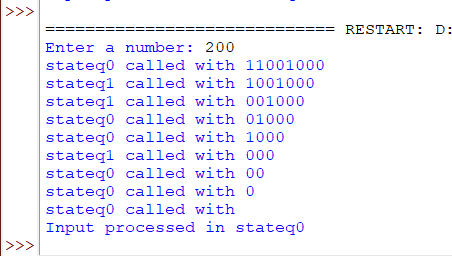 >>>
============================= RESTART: D:
Enter a number: 200
stateq0 called with 11001000
stateq1 called with 1001000
stateq1 called with 001000
stateq0 called with 01000
stateq0 called with 1000
stateq1 called with 000
stateq0 called with 00
stateq0 called with 0
stateq0 called with
Input processed in stateq0
>>>